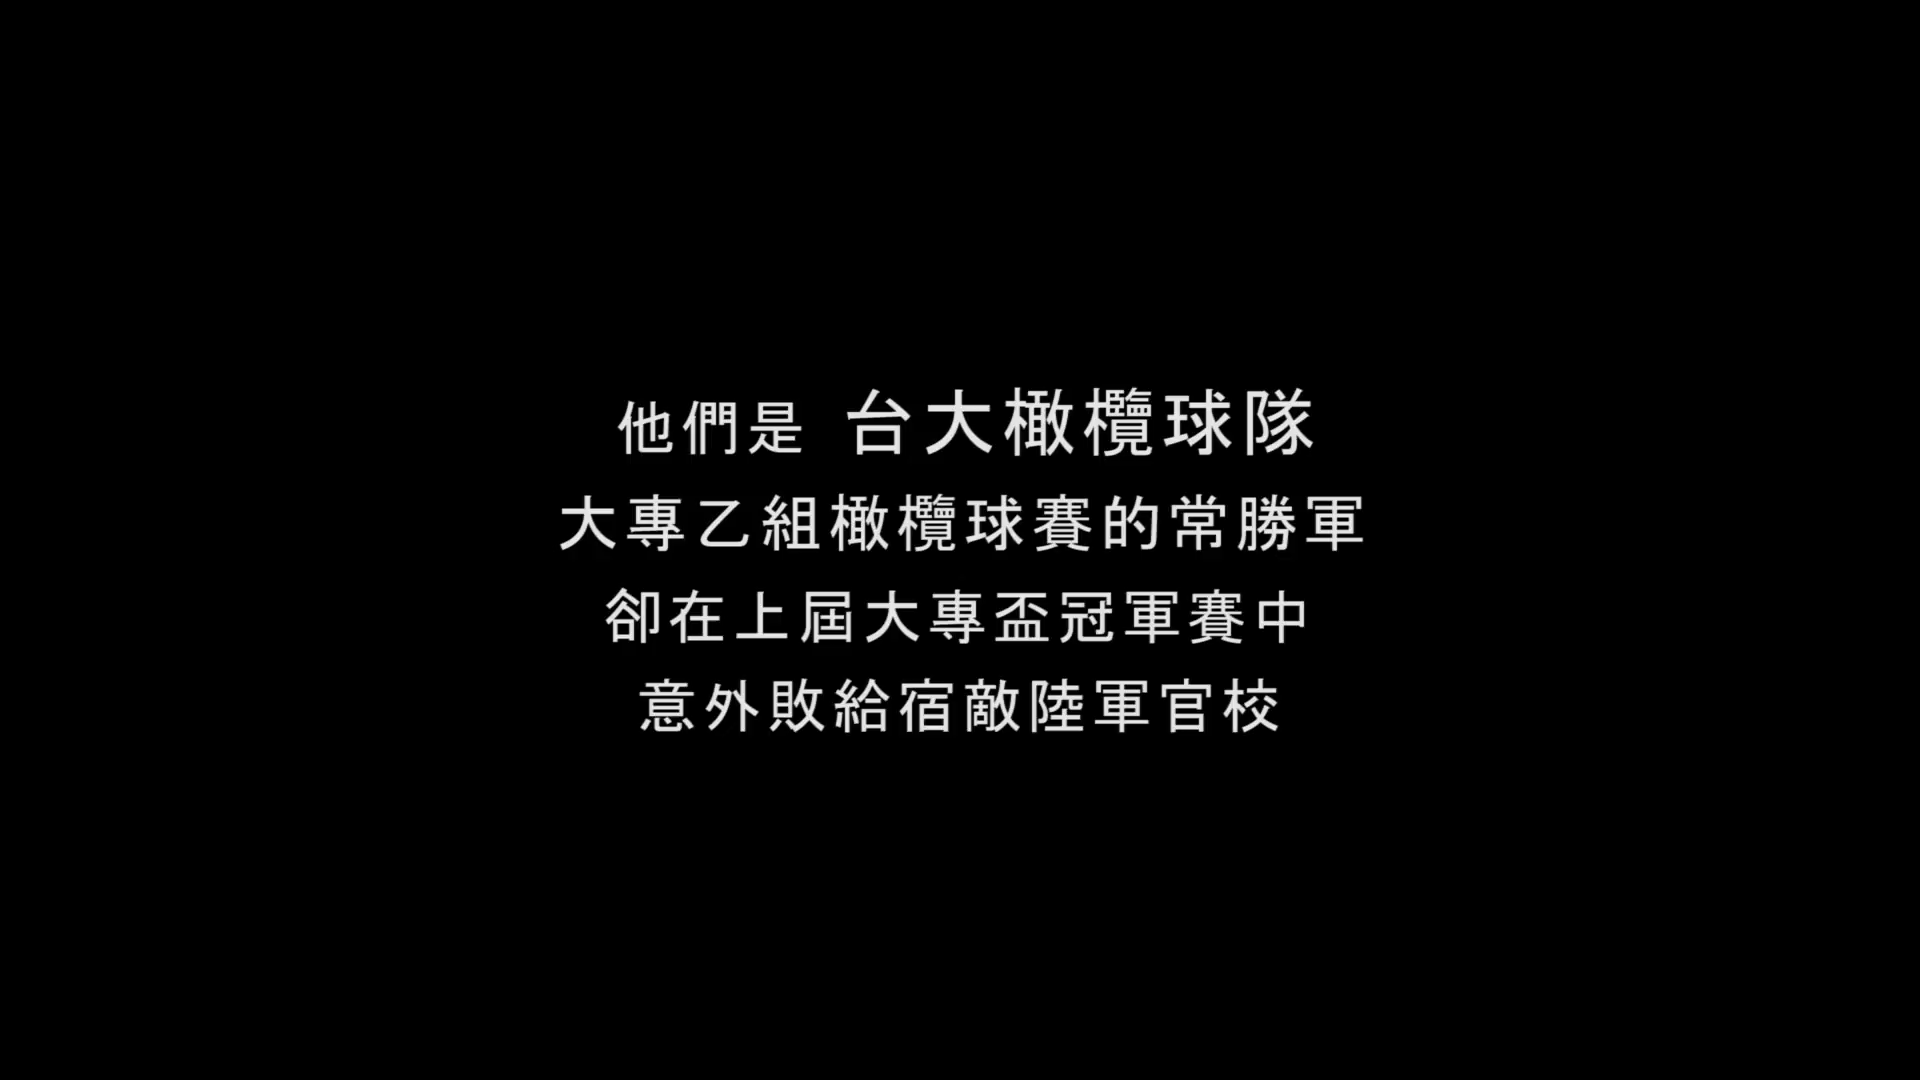 他們是 台大橄欖球隊
大專乙組橄欖球賽的常勝軍
卻在上屆大專盃冠軍賽中
意外敗給宿敵陸軍官校